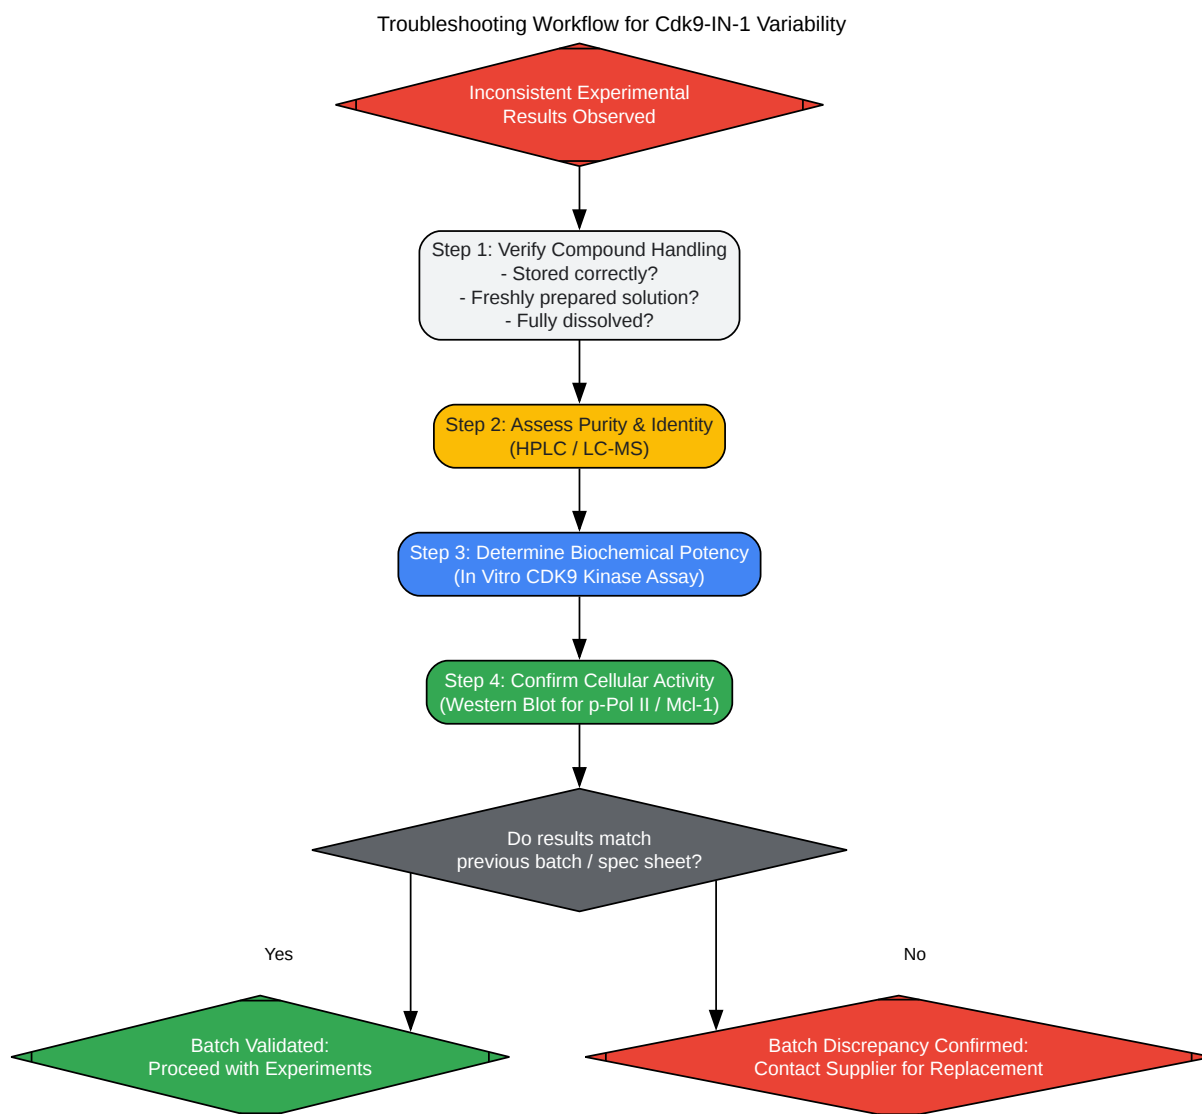 Troubleshooting Workflow for Cdk9-IN-1 Variability
Inconsistent Experimental
Results Observed
Step 1: Verify Compound Handling
- Stored correctly?
- Freshly prepared solution?
- Fully dissolved?
Step 2: Assess Purity & Identity
(HPLC / LC-MS)
Step 3: Determine Biochemical Potency
(In Vitro CDK9 Kinase Assay)
Step 4: Confirm Cellular Activity
(Western Blot for p-Pol II / Mcl-1)
Do results match
previous batch / spec sheet?
Yes
No
Batch Validated:
Proceed with Experiments
Batch Discrepancy Confirmed:
Contact Supplier for Replacement